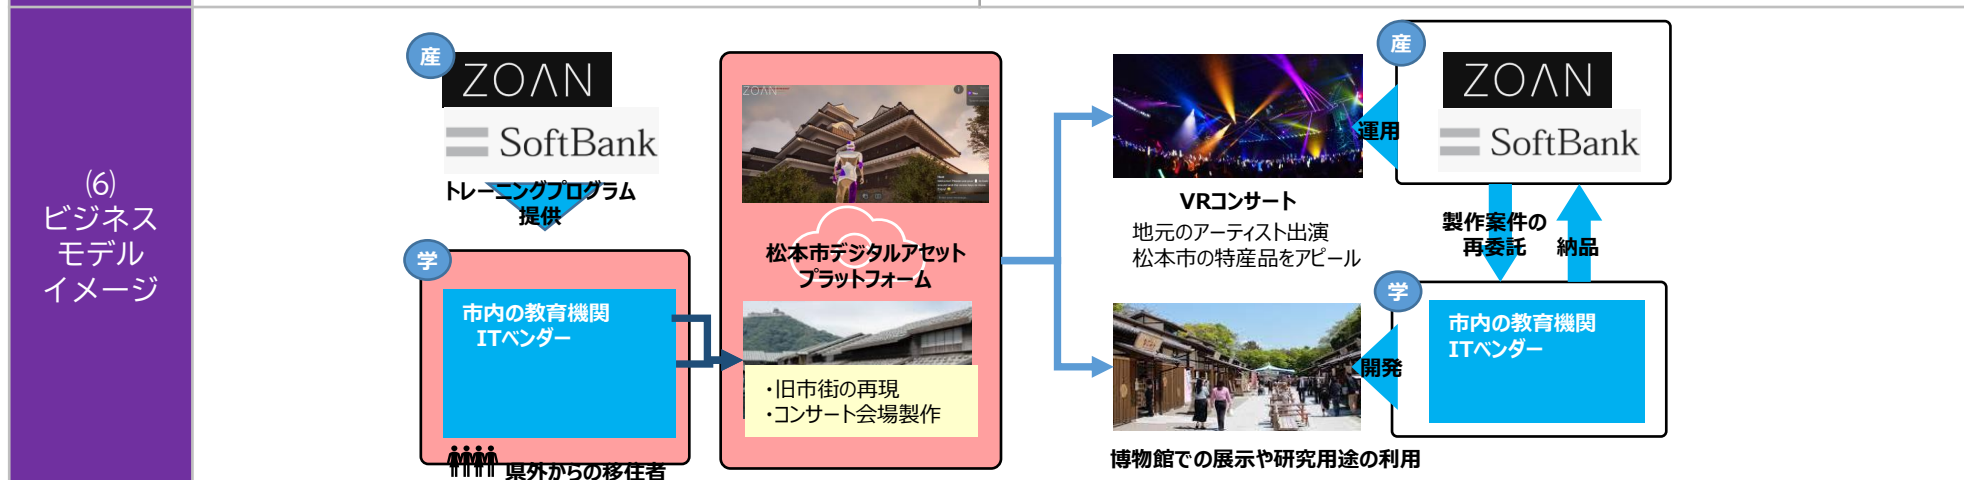 (6)
ビジネス
モデル
イメージ
産
ZOAN
SoftBank
トレーニングプログラム
提供
学
市内の教育機関
ITベンダー
県外からの移住者
ZOAN
松本市デジタルアセット
プラットフォーム
・旧市街の再現
・コンサート会場製作
VRコンサート
地元のアーティスト出演
松本市の特産品をアピール
運用
産
ZOAN
SoftBank
製作案件の
再委託
納品
学
市内の教育機関
ITベンダー
開発
博物館での展示や研究用途の利用